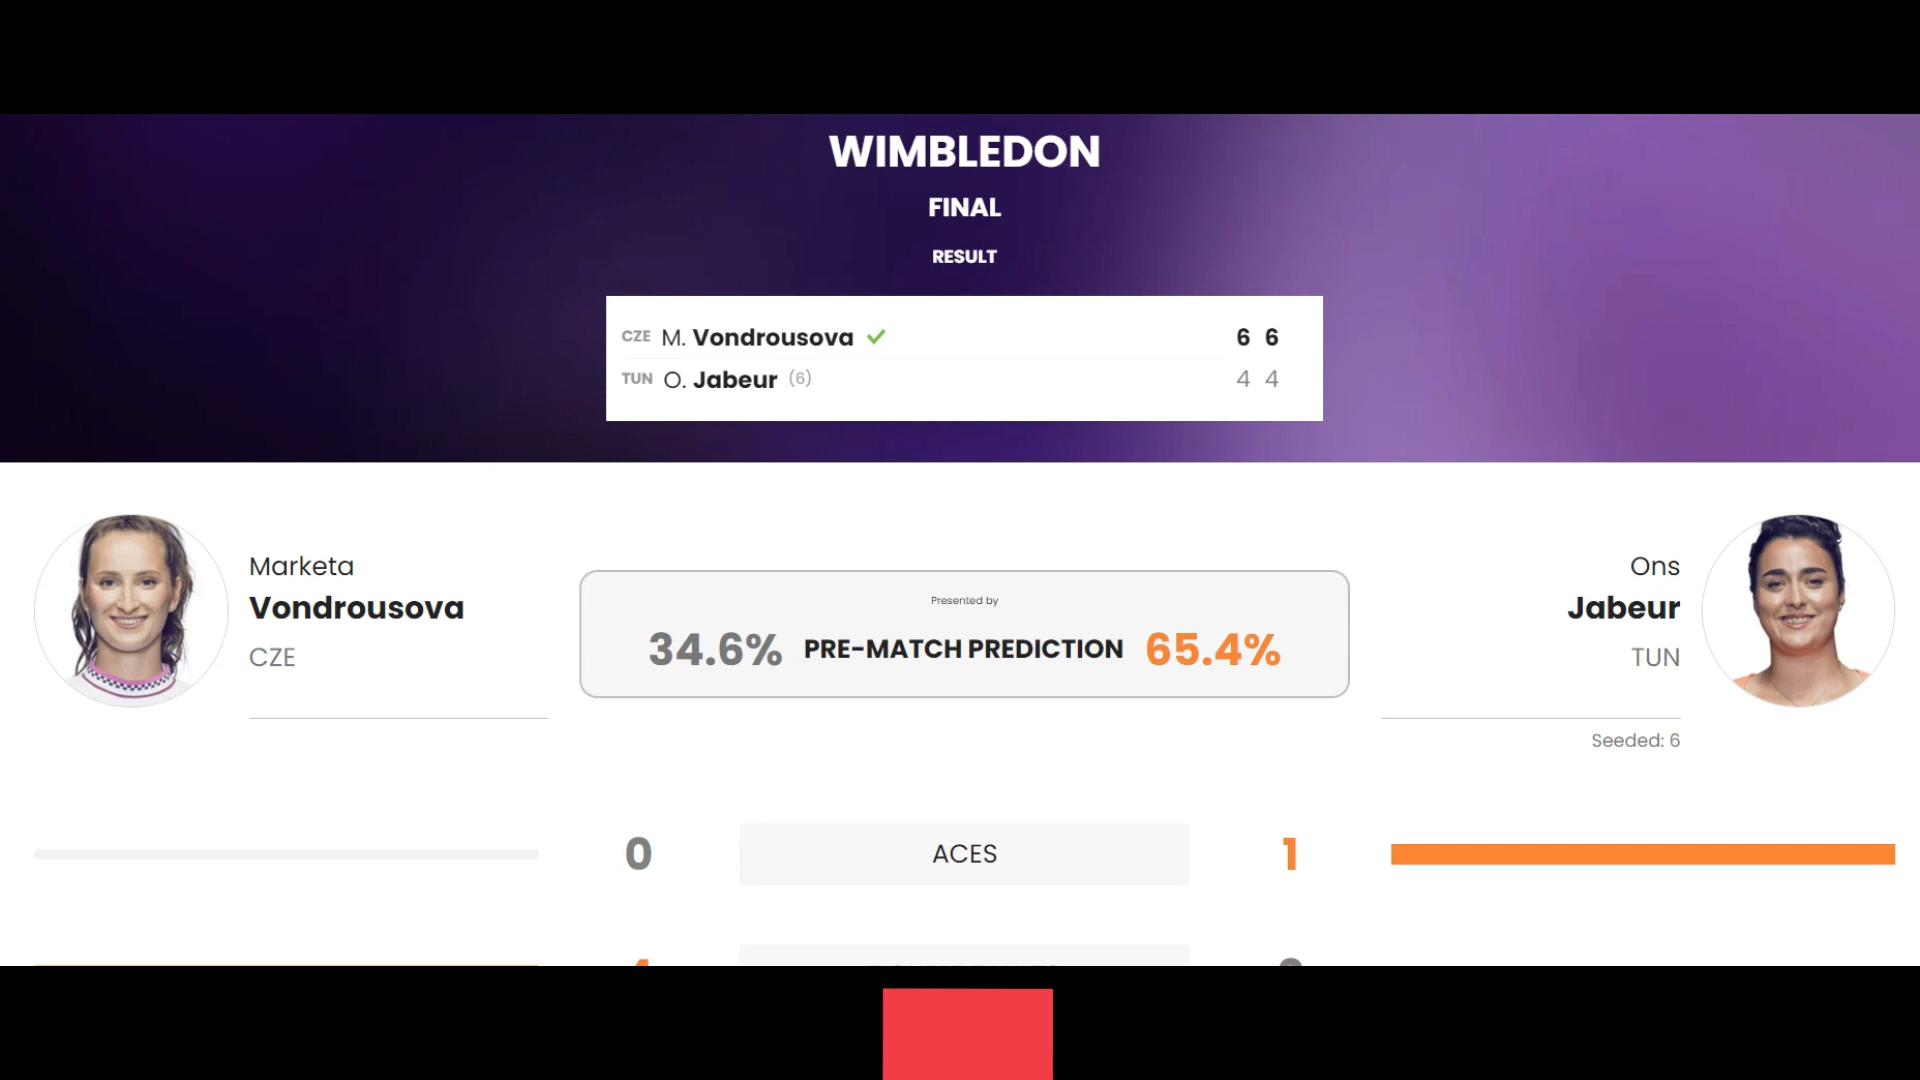 WIMBLEDON
FINAL
RESULT
CZE M. Vondrousova 6 6
TUN O. Jabeur (6) 4 4
Marketa
Vondrousova
CZE
Presented by
34.6% PRE-MATCH PREDICTION 65.4%
Ons
Jabeur
TUN
Seeded: 6
0 ACES 1